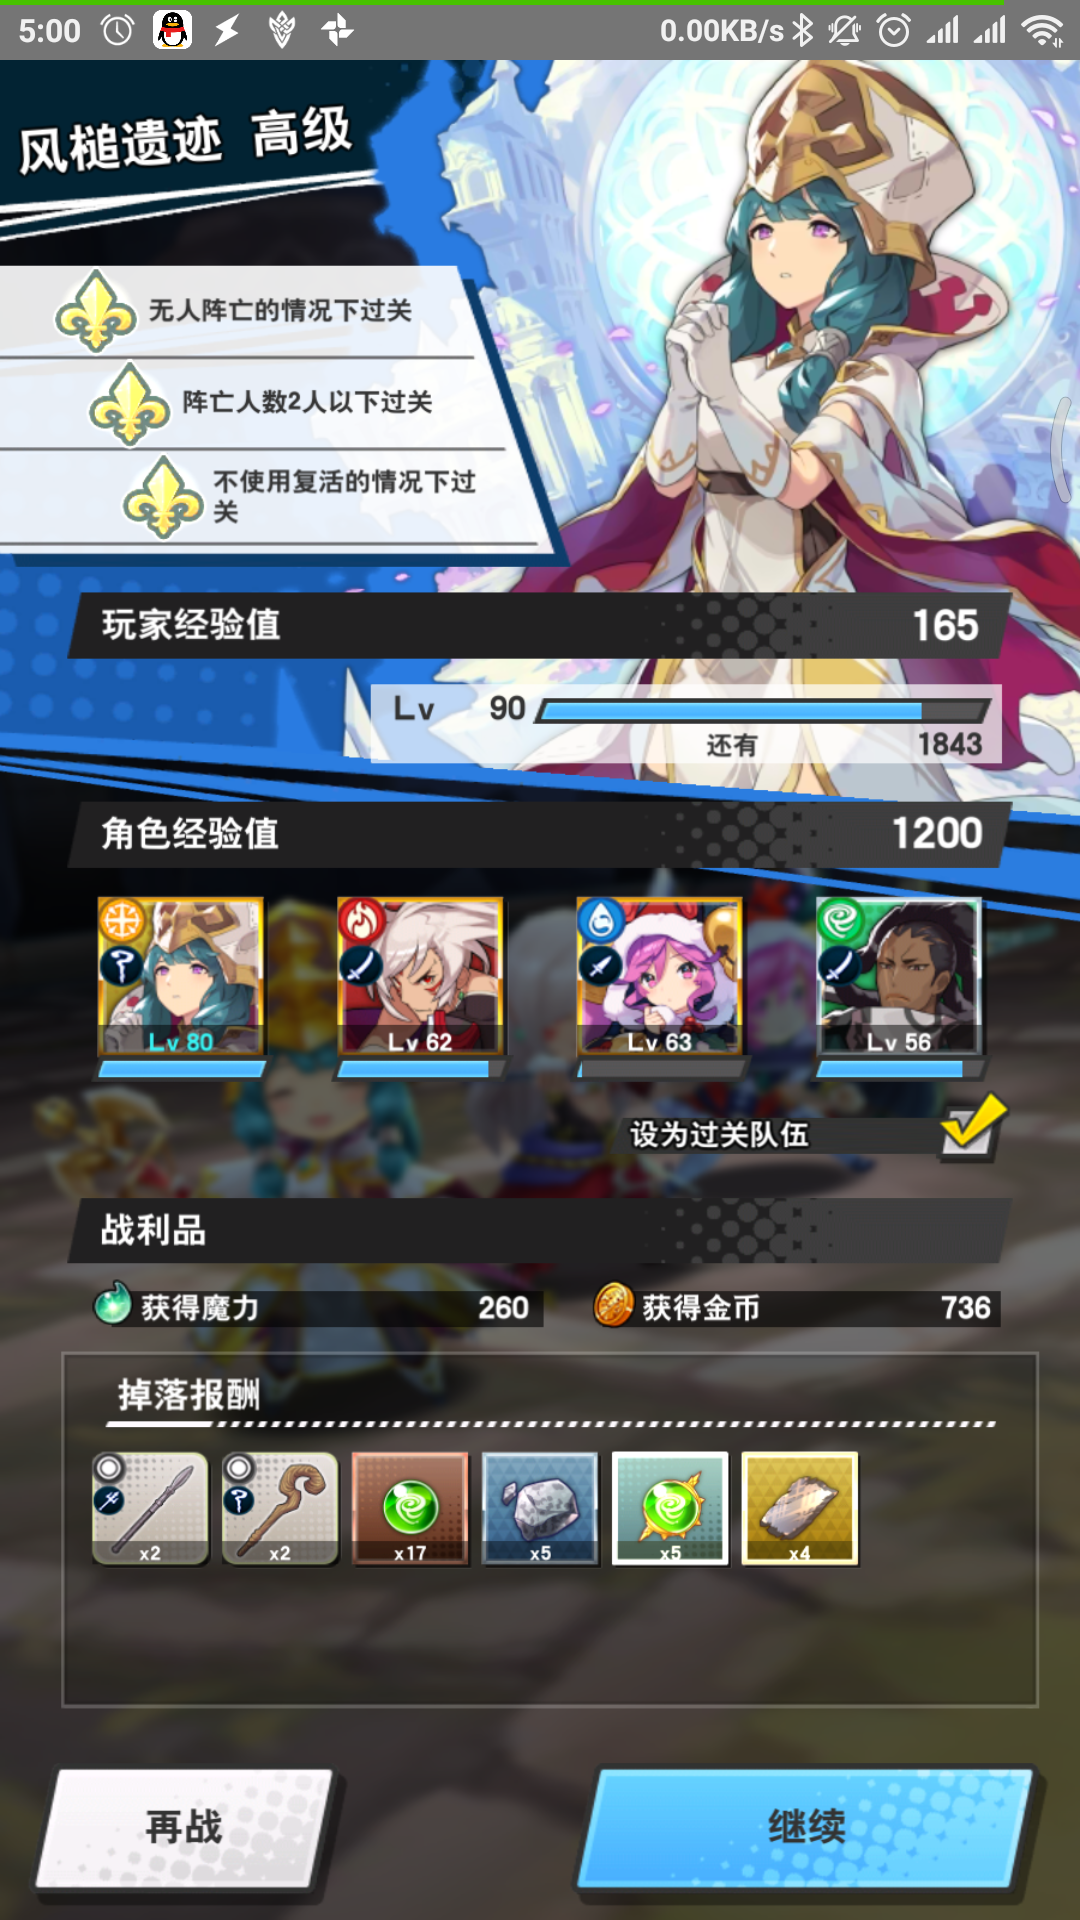 5:00 0.00KB/s
风槌遗迹 高级
无人阵亡的情况下过关
阵亡人数2人以下过关
不使用复活的情况下过
关
玩家经验值 165
Lv 90
还有 1843
角色经验值 1200
Lv 80 Lv 62 Lv 63 Lv 56
设为过关队伍
战利品
获得魔力 260 获得金币 736
掉落报酬
x2 x2 x17 x5 x5 x4
再战 继续